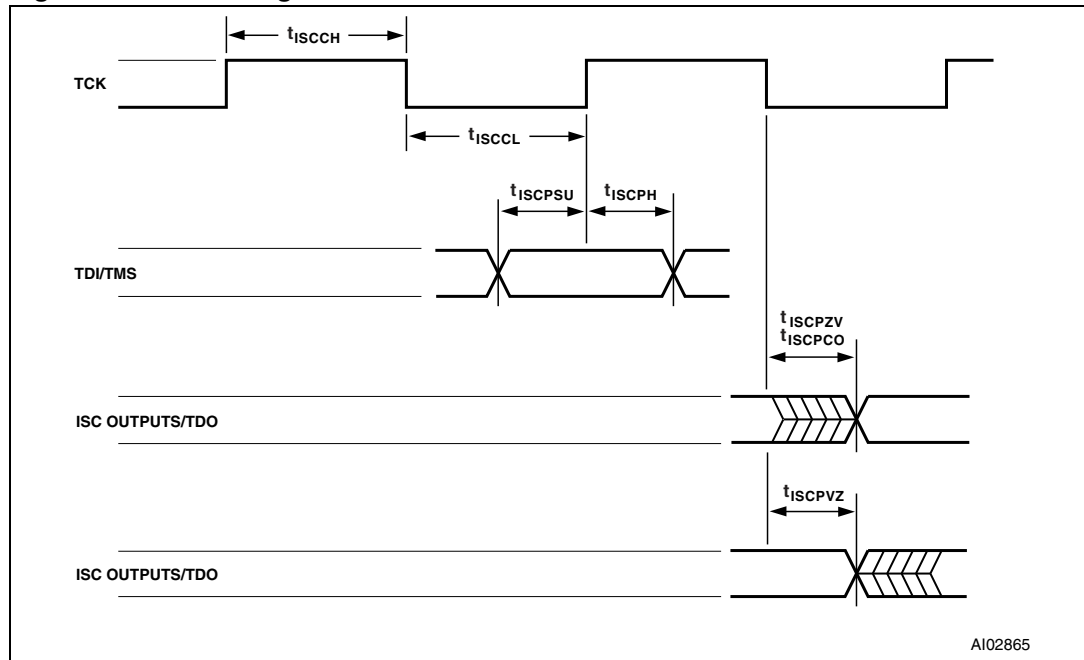 tISCCH
TCK
tISCCL
tISCPSU
tISCPH
TDI/TMS
tISCPZV
tISCPCO
ISC OUTPUTS/TDO
tISCPVZ
ISC OUTPUTS/TDO
AI02865